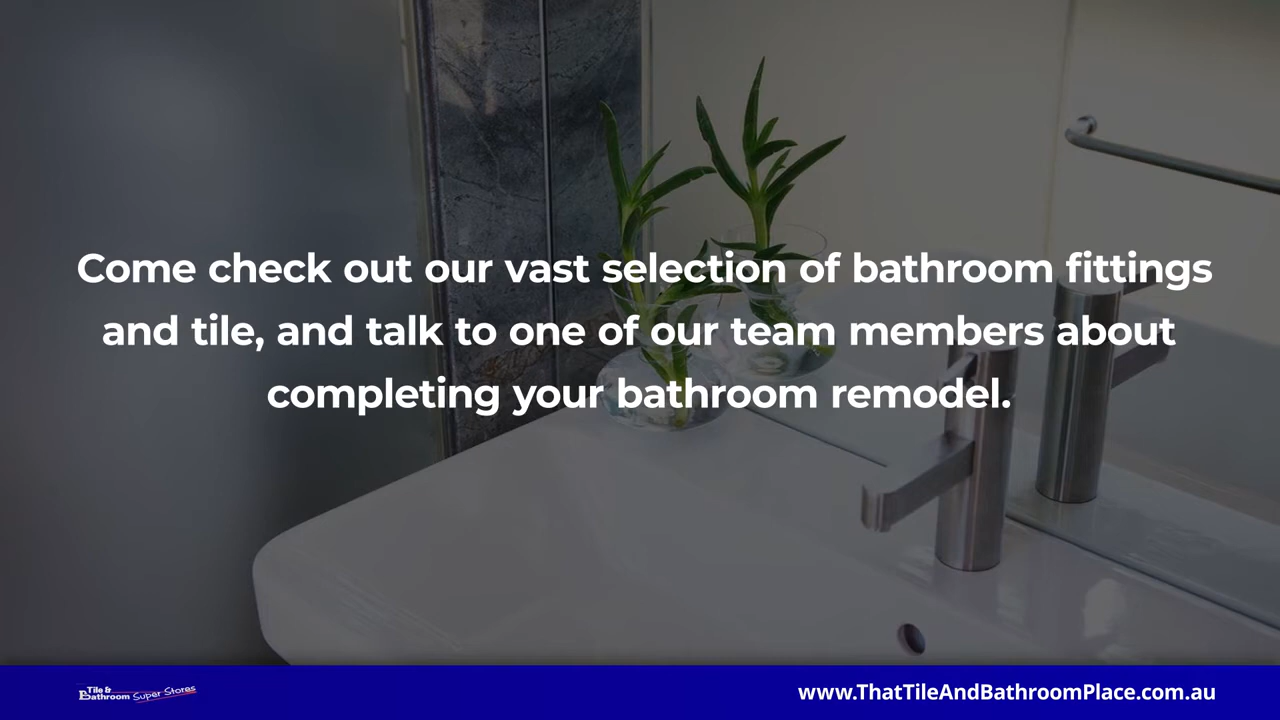 Come check out our vast selection of bathroom fittings
and tile, and talk to one of our team members about
completing your bathroom remodel.
Tile &
Bathroom Super Stores
www.ThatTileAndBathroomPlace.com.au